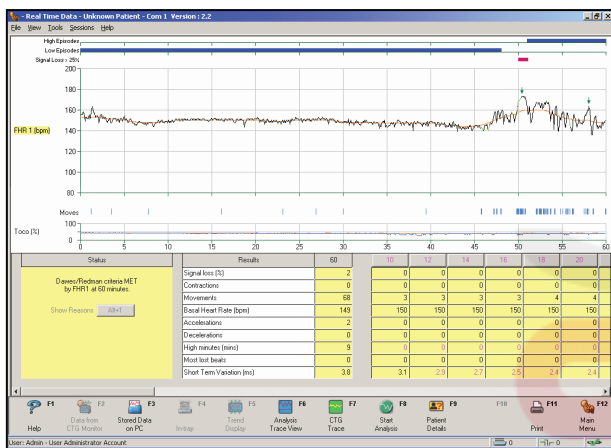 - Real Time Data - Unknown Patient - Com 1 Version : 2.2
File View Tools Sessions Help
High Episodes
Low Episodes
Signal Loss > 25%
200
180
160
FHR 1 (bpm)
140
120
100
80
Moves
100
Toco (%)
0
0 5 10 15 20 25 30 35 40 45 50 55 60
Status Results 60 10 12 14 16 18 20
Dawes/Redman criteria MET
by FHR1 at 60 minutes.
Show Reasons Alt+1
Signal loss (%) 2 0 0 0 0 0 0
Contractions 0 0 0 0 0 0 0
Movements 68 3 3 3 3 4 4
Basal Heart Rate (bpm) 149 150 150 150 150 150 150
Accelerations 2 0 0 0 0 0 0
Decelerations 0 0 0 0 0 0 0
High minutes (mins) 9 0 0 0 0 0 0
Most lost beats 0 0 0 0 0 0 0
Short Term Variation (ms) 3.8 3.1 2.9 2.7 2.5 2.4 2.4
F1 F2 F3 F4 F5 F6 F7 F8 F9 F10 F11 F12
Help
Data from
CTG Monitor
Stored Data
on PC
In-tray
Trend
Display
Analysis
Trace View
CTG
Trace
Start
Analysis
Patient
Details
Print
Main
Menu
User: Admin - User Administrator Account
0 0